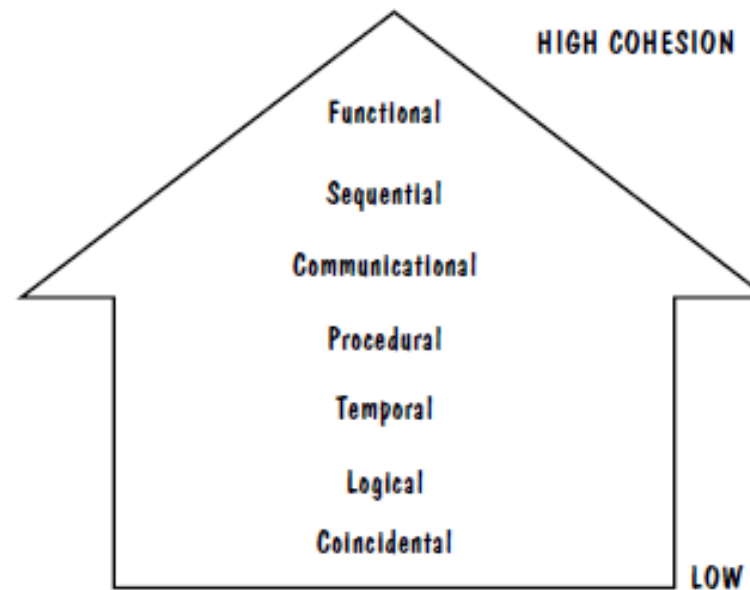 HIGH COHESION
Functional
Sequential
Communicational
Procedural
Temporal
Logical
Coincidental
LOW